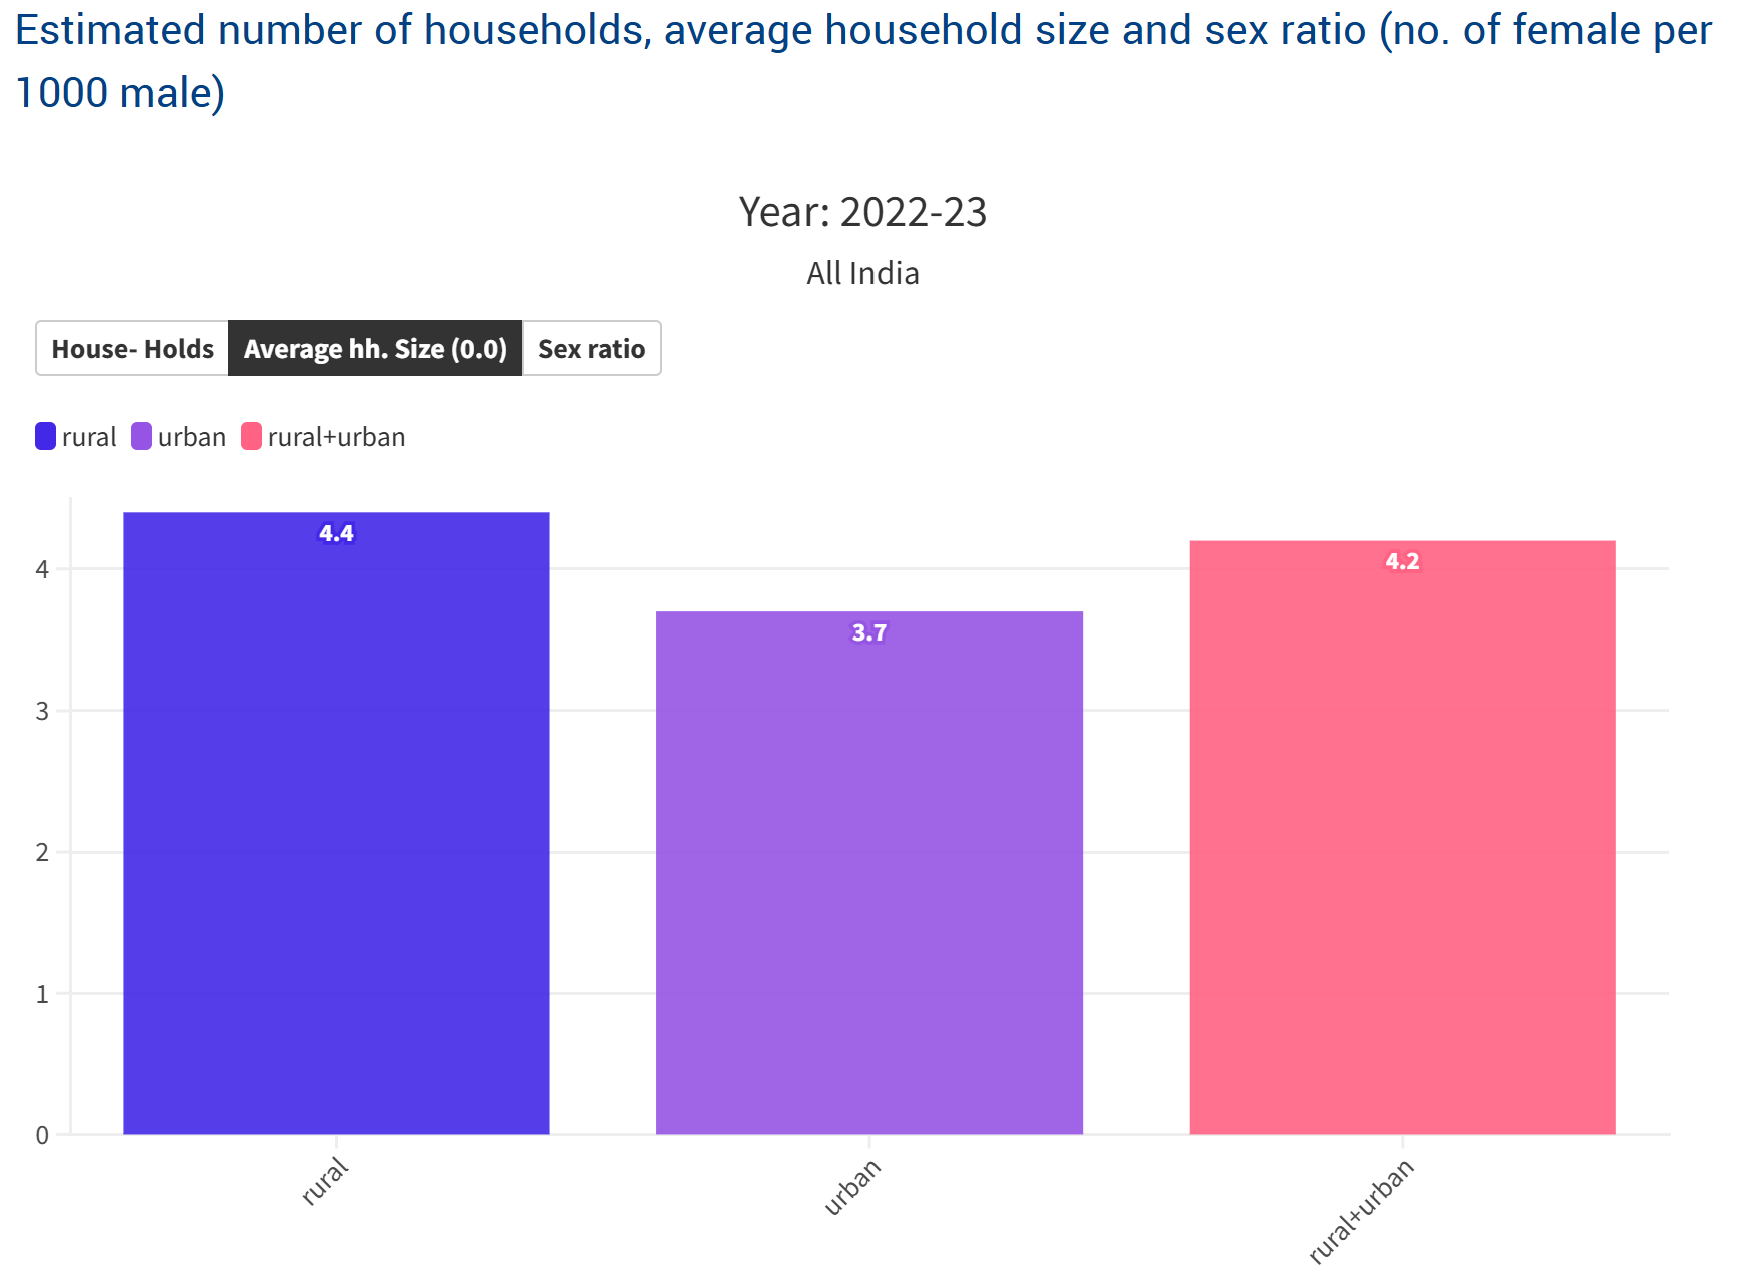 Estimated number of households, average household size and sex ratio (no. of female per
1000 male)
Year: 2022-23
All India
House- Holds Average hh. Size (0.0) Sex ratio
rural urban rural+urban
4.4
4.2
4
3.7
3
2
1
0
rural urban rural+urban